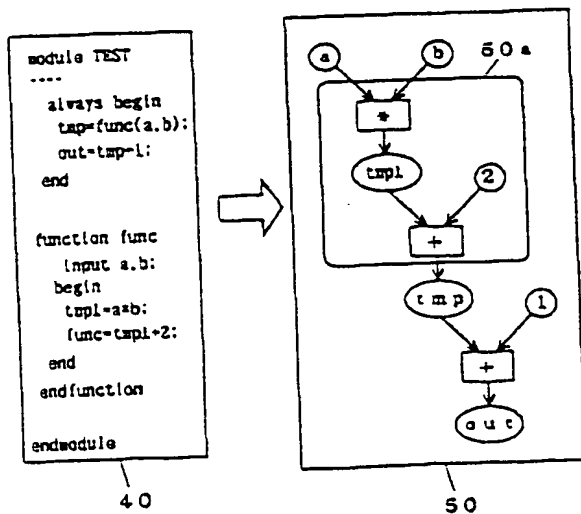 module TEST
----
always begin
tmp=func(a.b);
out=tmp+1;
end
function func
input a.b;
begin
tmp1=a*b;
func=tmp1+2;
end
endfunction
endmodule
40
a
b
50a
*
tmp1
2
+
tmp
1
+
out
50